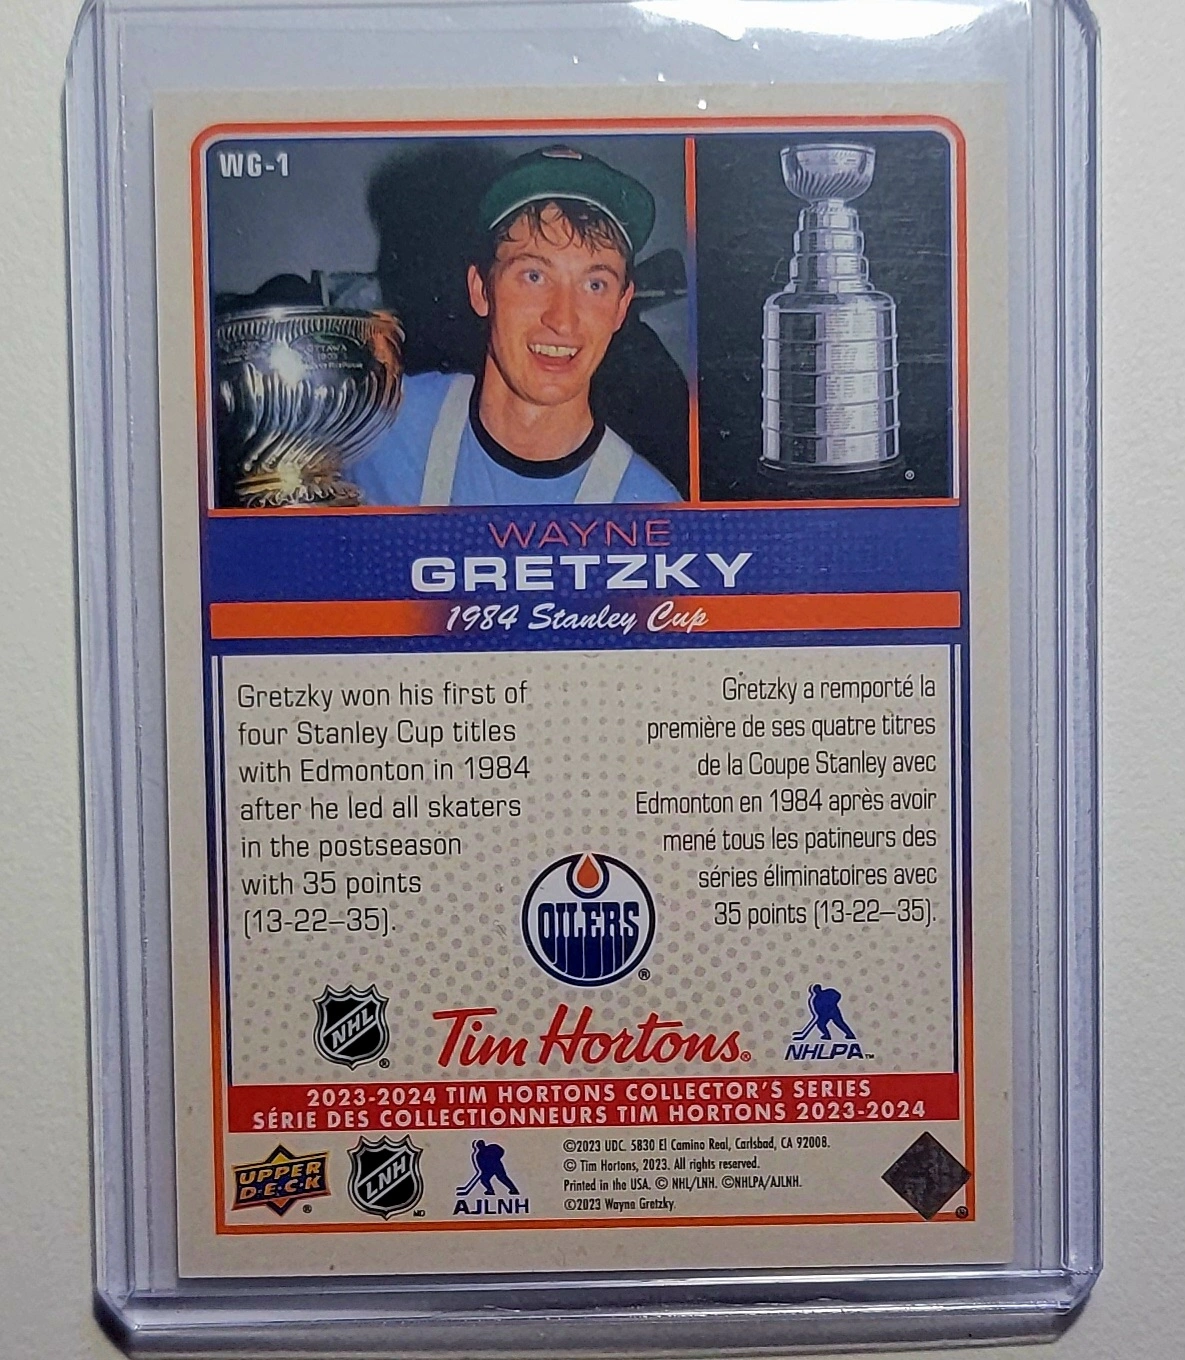 WG-1
WAYNE
GRETZKY
1984 Stanley Cup
Gretzky won his first of
four Stanley Cup titles
with Edmonton in 1984
after he led all skaters
in the postseason
with 35 points
(13-22–35).
Gretzky a remporté la
première de ses quatre titres
de la Coupe Stanley avec
Edmonton en 1984 après avoir
mené tous les patineurs des
séries éliminatoires avec
35 points (13-22–35).
OILERS ®
NHL ®
Tim Hortons®
NHLPA™
2023-2024 TIM HORTONS COLLECTOR'S SERIES
SÉRIE DES COLLECTIONNEURS TIM HORTONS 2023-2024
UPPER
D·E·C·K ®
LNH MD
AJLNH
©2023 UDC. 5830 El Camino Real, Carlsbad, CA 92008.
© Tim Hortons, 2023. All rights reserved.
Printed in the USA. © NHL/LNH. ©NHLPA/AJLNH.
©2023 Wayne Gretzky.